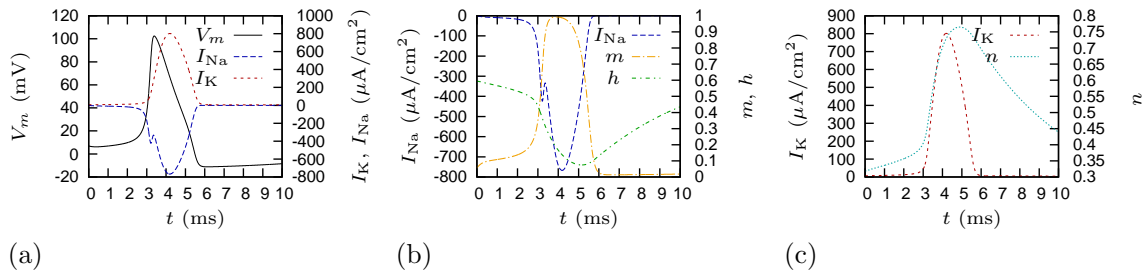 120
100
80
60
40
20
0
-20
V_m (mV)
0 1 2 3 4 5 6 7 8 9 10
t (ms)
1000
800
600
400
200
0
-200
-400
-600
-800
I_K, I_Na (μA/cm²)
V_m
I_Na
I_K
(a)
0
-100
-200
-300
-400
-500
-600
-700
-800
I_Na (μA/cm²)
0 1 2 3 4 5 6 7 8 9 10
t (ms)
1
0.9
0.8
0.7
0.6
0.5
0.4
0.3
0.2
0.1
0
m, h
I_Na
m
h
(b)
900
800
700
600
500
400
300
200
100
0
I_K (μA/cm²)
0 1 2 3 4 5 6 7 8 9 10
t (ms)
0.8
0.75
0.7
0.65
0.6
0.55
0.5
0.45
0.4
0.35
0.3
n
I_K
n
(c)